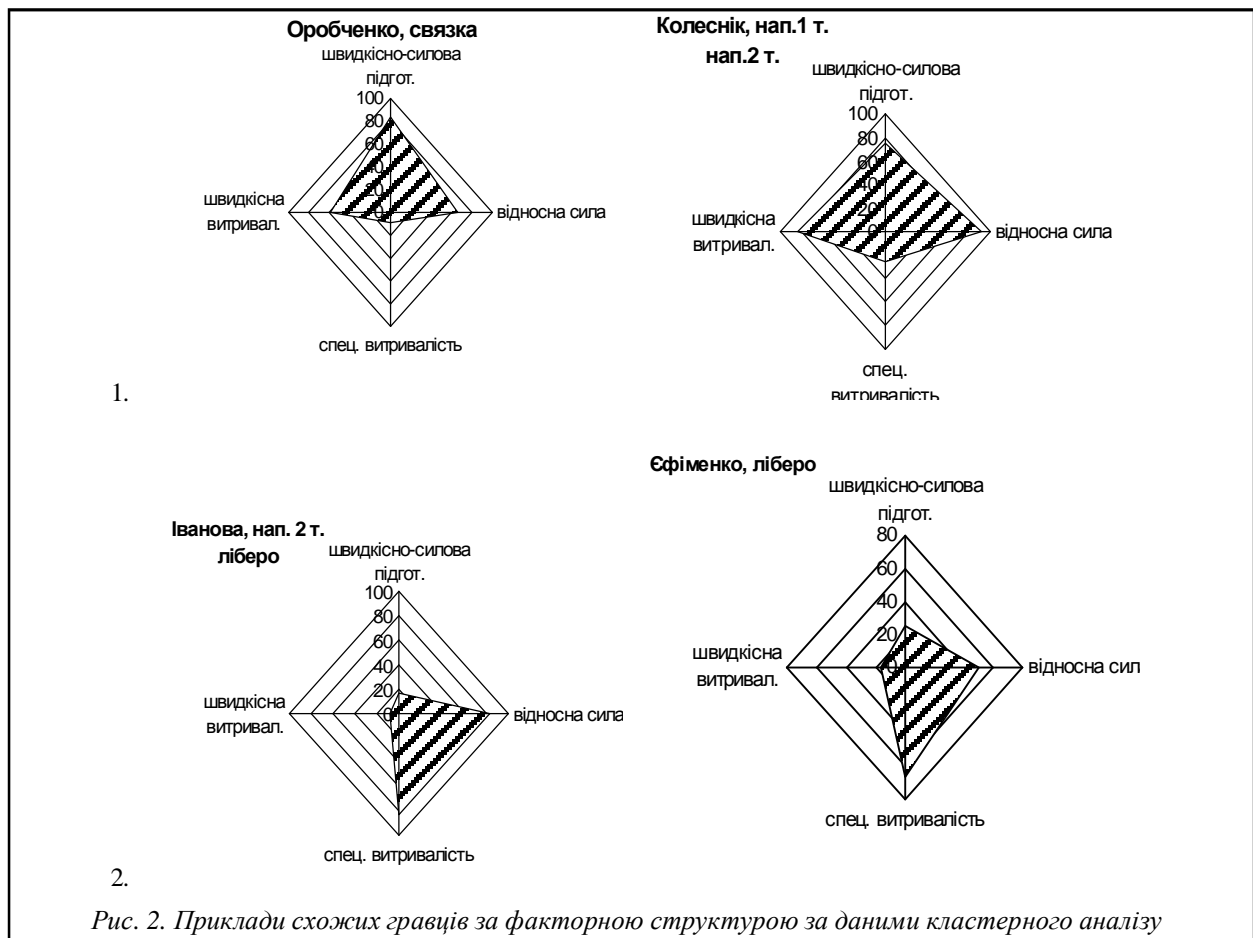 Оробченко, связка
швидкісно-силова
підгот.
100
80
60
40
20
0
швидкісна
витривал.
відносна сила
спец. витривалість
Колеснік, нап.1 т.
нап.2 т.
швидкісно-силова
підгот.
100
80
60
40
20
0
швидкісна
витривал.
відносна сила
спец.
витривалість
1.
Іванова, нап. 2 т.
ліберо
швидкісно-силова
підгот.
100
80
60
40
20
0
швидкісна
витривал.
відносна сила
спец. витривалість
Єфіменко, ліберо
швидкісно-силова
підгот.
80
60
40
20
0
швидкісна
витривал.
відносна сил
спец. витривалість
2.
Рис. 2. Приклади схожих гравців за факторною структурою за даними кластерного аналізу